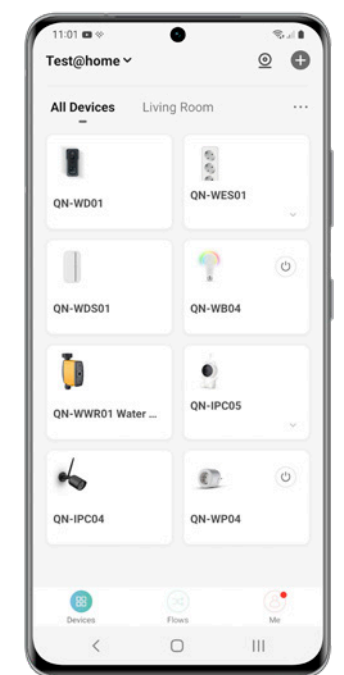 11:01
Test@home
All Devices Living Room ...
QN-WD01
QN-WES01
QN-WDS01
QN-WB04
QN-WWR01 Water ...
QN-IPC05
QN-IPC04
QN-WP04
Devices Flows Me